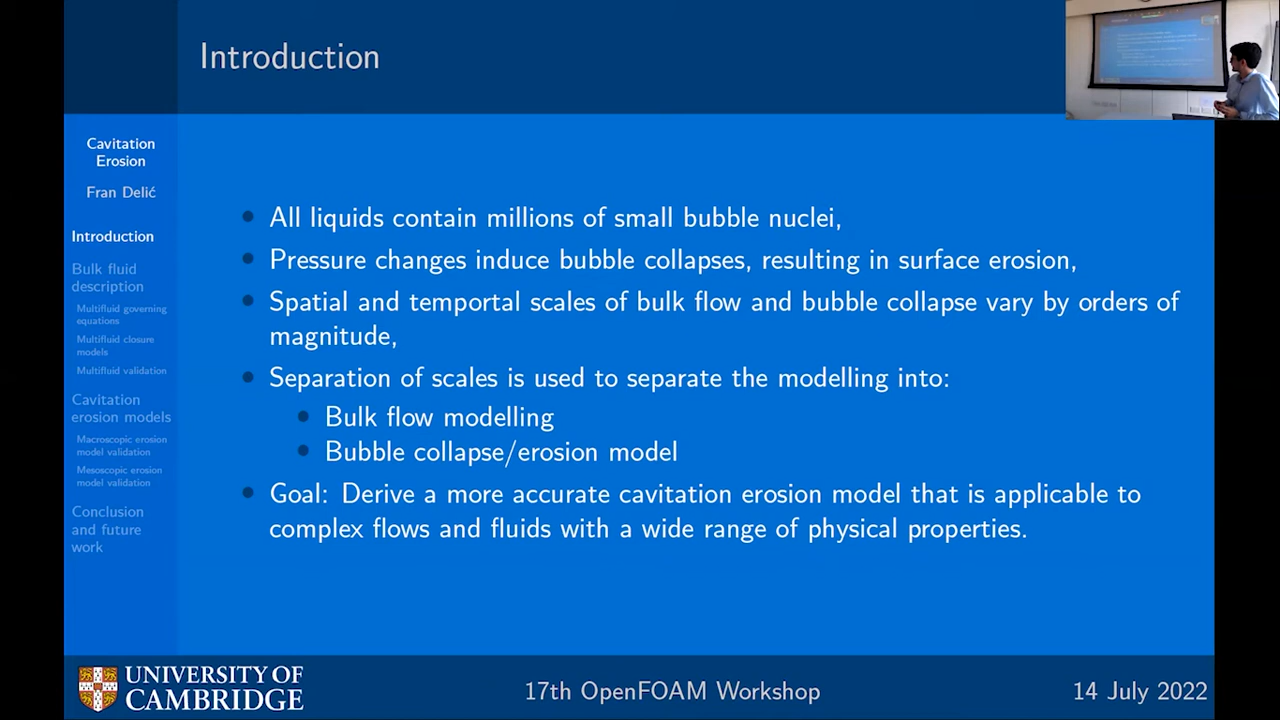 Introduction
Cavitation
Erosion
Fran Delić
Introduction
Bulk fluid
description
Multifluid governing
equations
Multifluid closure
models
Multifluid validation
Cavitation
erosion models
Macroscopic erosion
model validation
Mesoscopic erosion
model validation
Conclusion
and future
work
All liquids contain millions of small bubble nuclei,
Pressure changes induce bubble collapses, resulting in surface erosion,
Spatial and temportal scales of bulk flow and bubble collapse vary by orders of
magnitude,
Separation of scales is used to separate the modelling into:
Bulk flow modelling
Bubble collapse/erosion model
Goal: Derive a more accurate cavitation erosion model that is applicable to
complex flows and fluids with a wide range of physical properties.
UNIVERSITY OF
CAMBRIDGE
17th OpenFOAM Workshop
14 July 2022